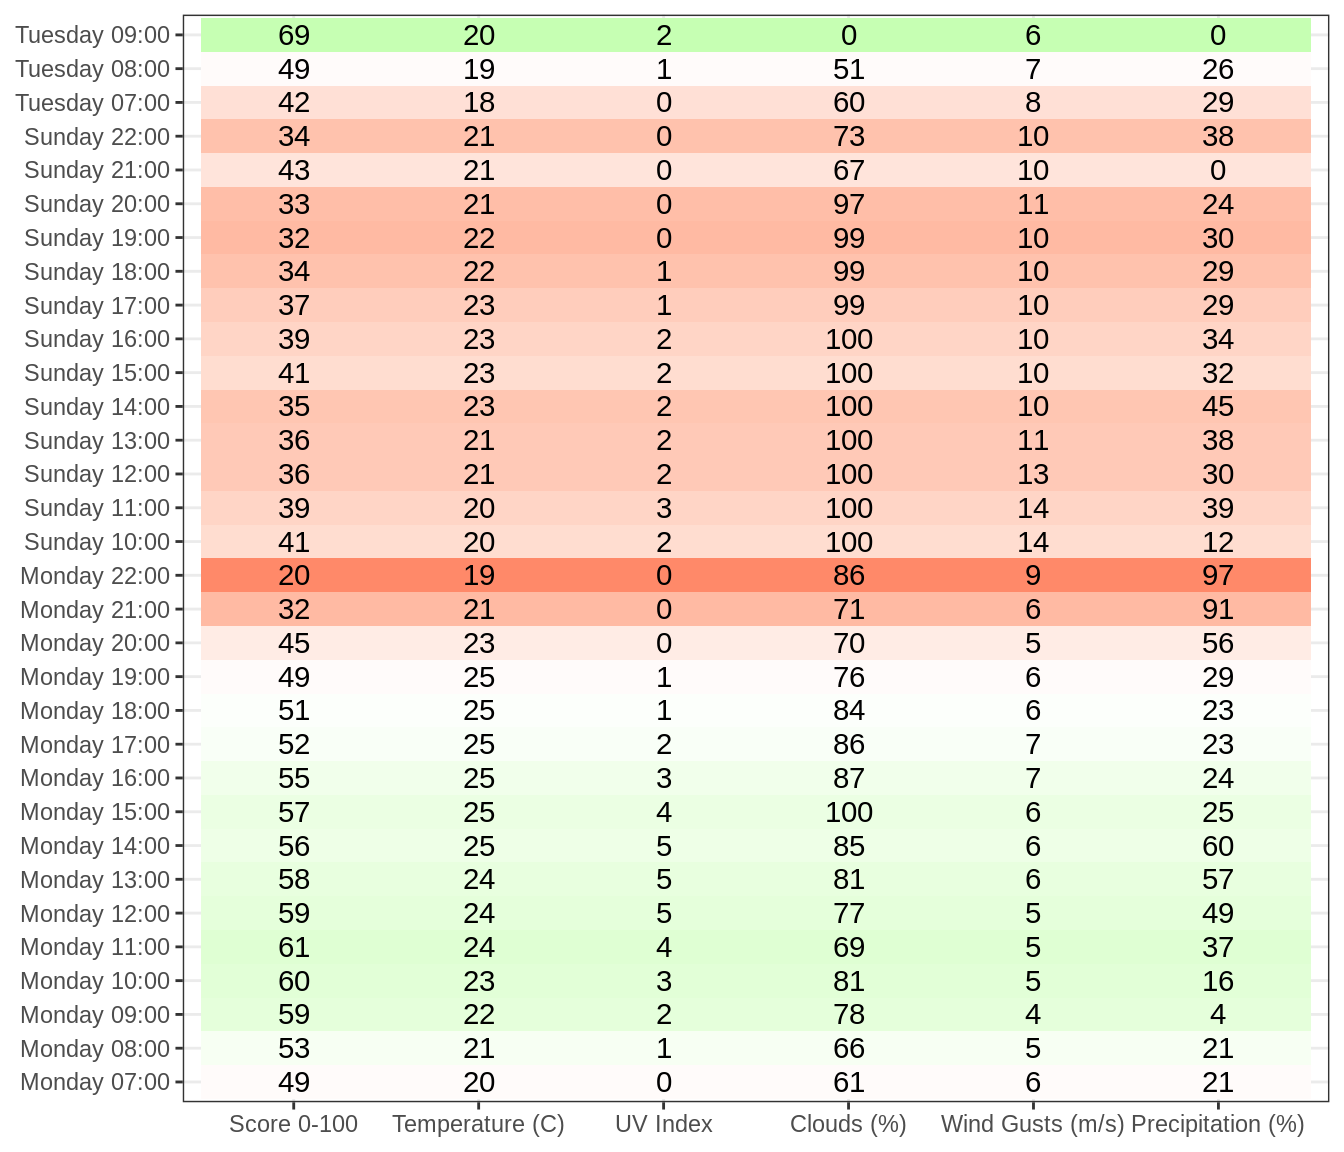 Tuesday 09:00 69 20 2 0 6 0
Tuesday 08:00 49 19 1 51 7 26
Tuesday 07:00 42 18 0 60 8 29
Sunday 22:00 34 21 0 73 10 38
Sunday 21:00 43 21 0 67 10 0
Sunday 20:00 33 21 0 97 11 24
Sunday 19:00 32 22 0 99 10 30
Sunday 18:00 34 22 1 99 10 29
Sunday 17:00 37 23 1 99 10 29
Sunday 16:00 39 23 2 100 10 34
Sunday 15:00 41 23 2 100 10 32
Sunday 14:00 35 23 2 100 10 45
Sunday 13:00 36 21 2 100 11 38
Sunday 12:00 36 21 2 100 13 30
Sunday 11:00 39 20 3 100 14 39
Sunday 10:00 41 20 2 100 14 12
Monday 22:00 20 19 0 86 9 97
Monday 21:00 32 21 0 71 6 91
Monday 20:00 45 23 0 70 5 56
Monday 19:00 49 25 1 76 6 29
Monday 18:00 51 25 1 84 6 23
Monday 17:00 52 25 2 86 7 23
Monday 16:00 55 25 3 87 7 24
Monday 15:00 57 25 4 100 6 25
Monday 14:00 56 25 5 85 6 60
Monday 13:00 58 24 5 81 6 57
Monday 12:00 59 24 5 77 5 49
Monday 11:00 61 24 4 69 5 37
Monday 10:00 60 23 3 81 5 16
Monday 09:00 59 22 2 78 4 4
Monday 08:00 53 21 1 66 5 21
Monday 07:00 49 20 0 61 6 21
Score 0-100 Temperature (C) UV Index Clouds (%) Wind Gusts (m/s) Precipitation (%)